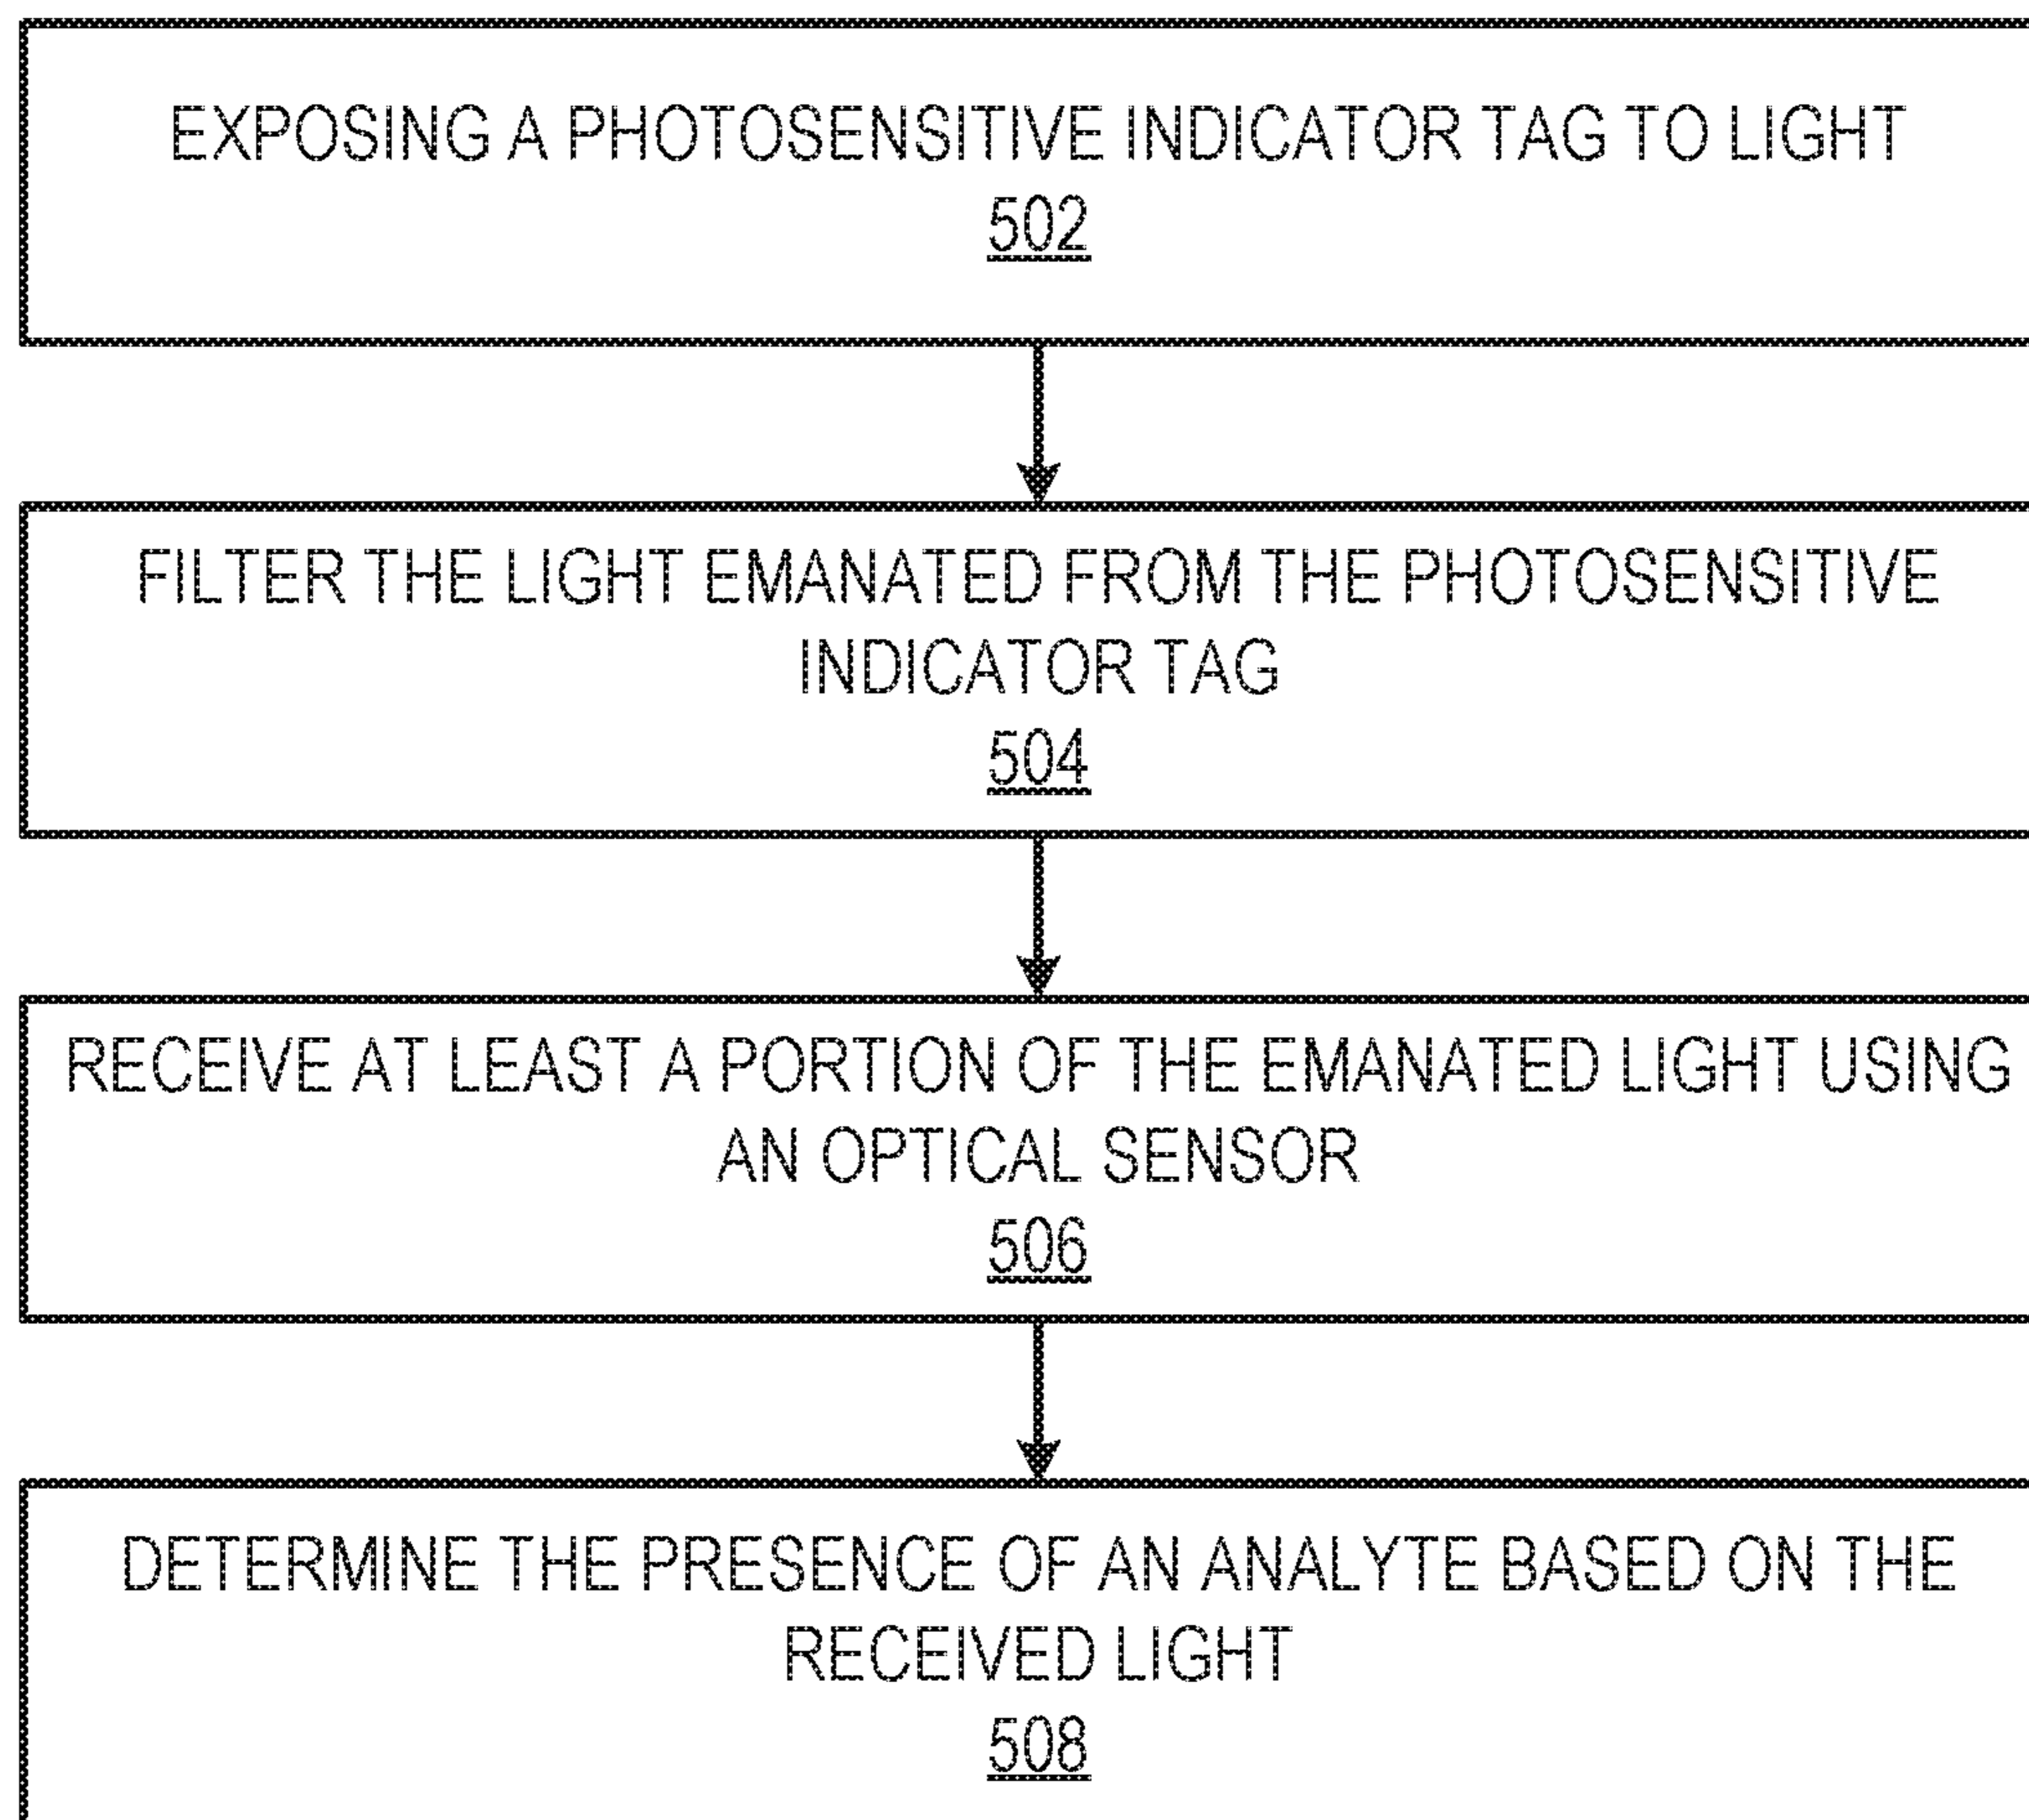 EXPOSING A PHOTOSENSITIVE INDICATOR TAG TO LIGHT
502
FILTER THE LIGHT EMANATED FROM THE PHOTOSENSITIVE
INDICATOR TAG
504
RECEIVE AT LEAST A PORTION OF THE EMANATED LIGHT USING
AN OPTICAL SENSOR
506
DETERMINE THE PRESENCE OF AN ANALYTE BASED ON THE
RECEIVED LIGHT
508